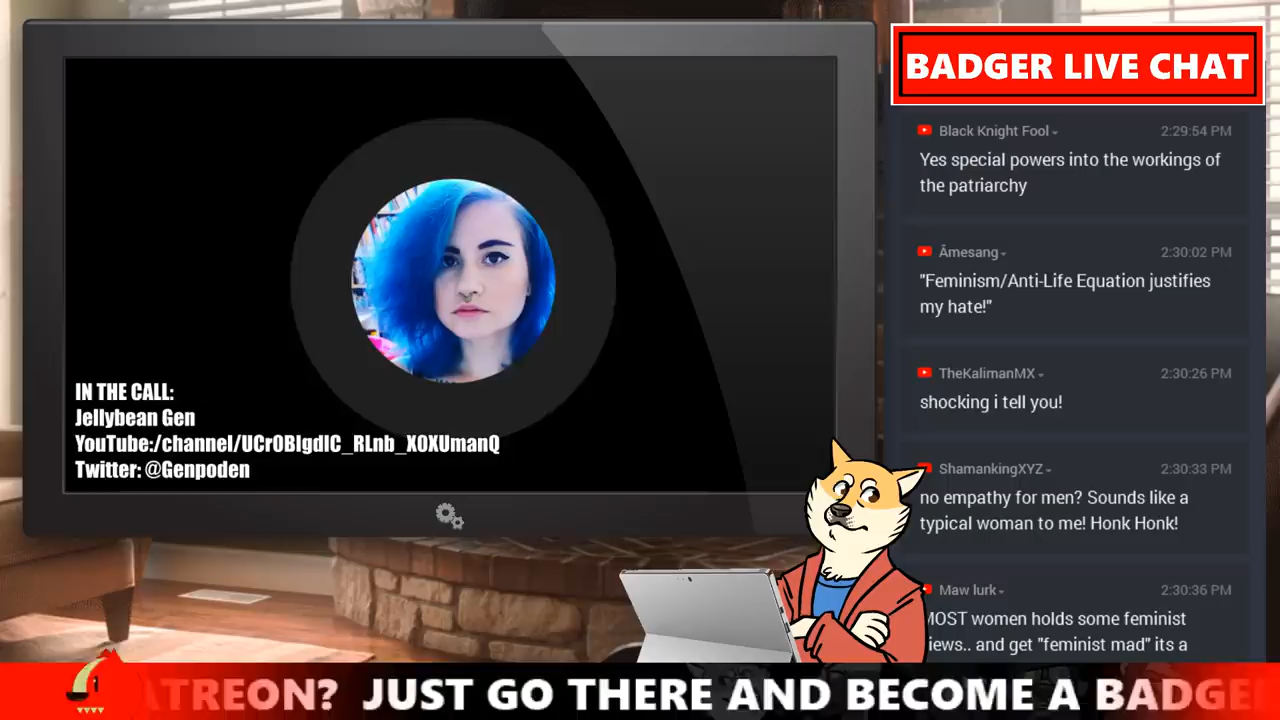 BADGER LIVE CHAT
Black Knight Fool
2:29:54 PM
Yes special powers into the workings of
the patriarchy
Āmesang
2:30:02 PM
"Feminism/Anti-Life Equation justifies
my hate!"
TheKalimanMX
2:30:26 PM
shocking i tell you!
ShamankingXYZ
2:30:33 PM
no empathy for men? Sounds like a
typical woman to me! Honk Honk!
Maw lurk
2:30:36 PM
MOST women holds some feminist
views.. and get "feminist mad" its a
IN THE CALL:
Jellybean Gen
YouTube:/channel/UCrOBIgdIC_RLnb_XOXUmanQ
Twitter: @Genpoden
ATREON? JUST GO THERE AND BECOME A BADGE